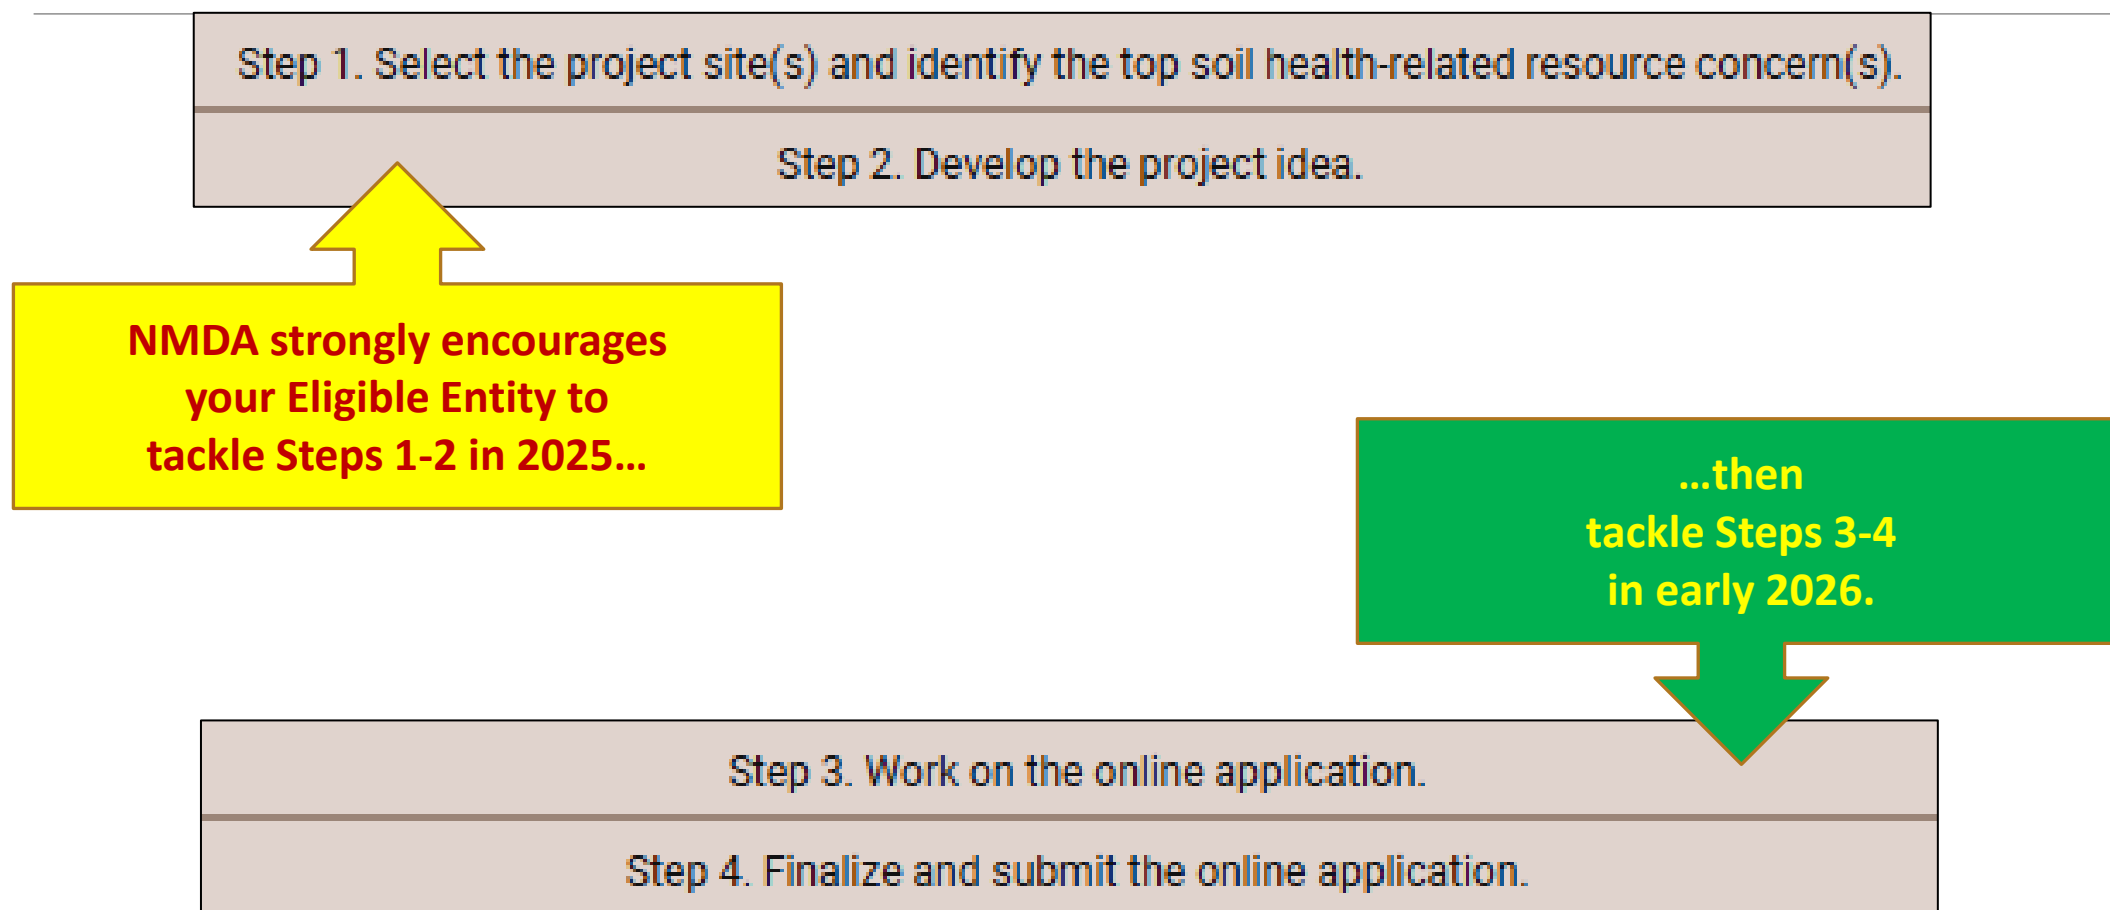 Step 1. Select the project site(s) and identify the top soil health-related resource concern(s).
Step 2. Develop the project idea.
NMDA strongly encourages
your Eligible Entity to
tackle Steps 1-2 in 2025…
…then
tackle Steps 3-4
in early 2026.
Step 3. Work on the online application.
Step 4. Finalize and submit the online application.